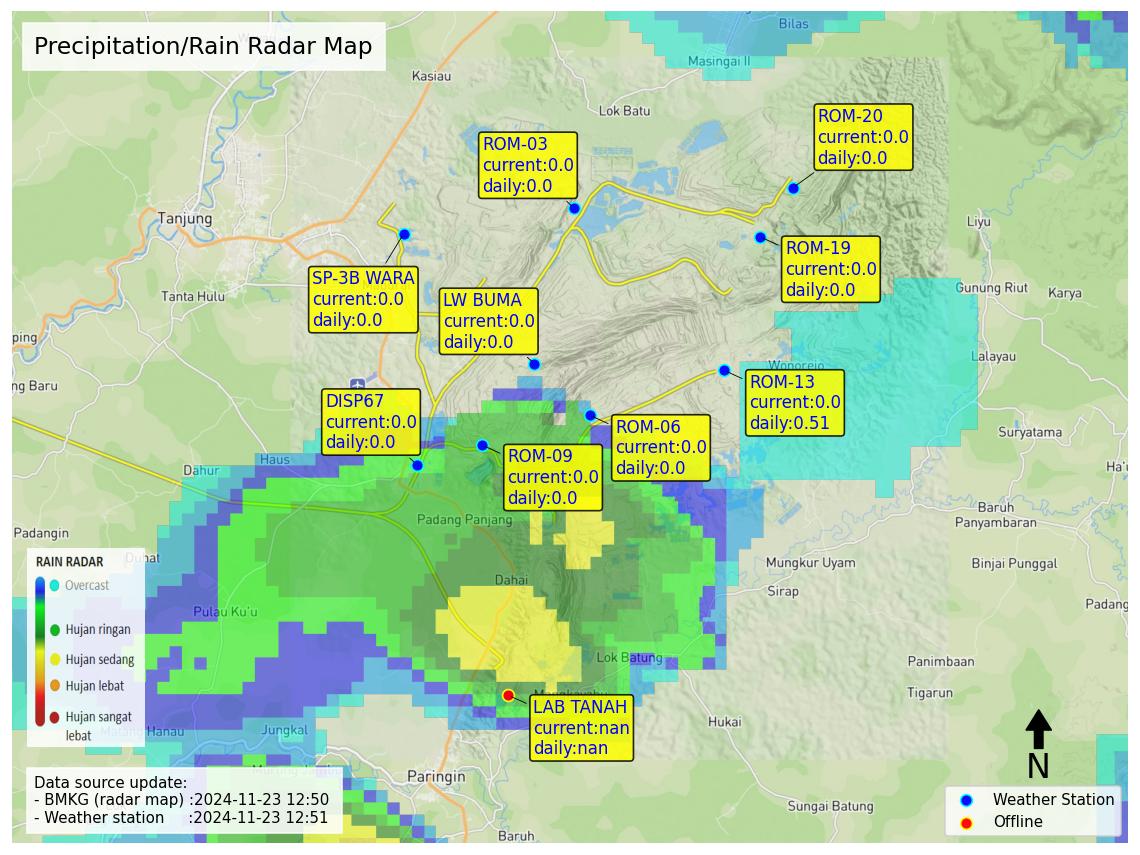 Precipitation/Rain Radar Map
Bilas
Masingai II
Kasiau
Lok Batu
ROM-20
current:0.0
daily:0.0
ROM-03
current:0.0
daily:0.0
Tanjung
Liyu
ROM-19
current:0.0
daily:0.0
SP-3B WARA
current:0.0
daily:0.0
LW BUMA
current:0.0
daily:0.0
Tanta Hulu
Gunung Riut
Karya
ping
Lalayau
Wonorejo
ng Baru
ROM-13
current:0.0
daily:0.51
DISP67
current:0.0
daily:0.0
ROM-06
current:0.0
daily:0.0
Suryatama
ROM-09
current:0.0
daily:0.0
Haus
Dahur
Ha'u
Padang Panjang
Baruh
Panyambaran
Padangin
Duhat
Mungkur Uyam
Binjai Punggal
Dahai
Sirap
Padang
Pulau Ku'u
RAIN RADAR
Overcast
Hujan ringan
Hujan sedang
Hujan lebat
Hujan sangat
lebat
Lok Batung
Panimbaan
Tigarun
Mangkayahu
LAB TANAH
current:nan
daily:nan
Hukai
Matang Hanau
Jungkal
Murung Jambu
Paringin
N
Data source update:
- BMKG (radar map) :2024-11-23 12:50
- Weather station :2024-11-23 12:51
Sungai Batung
Baruh
Weather Station
Offline